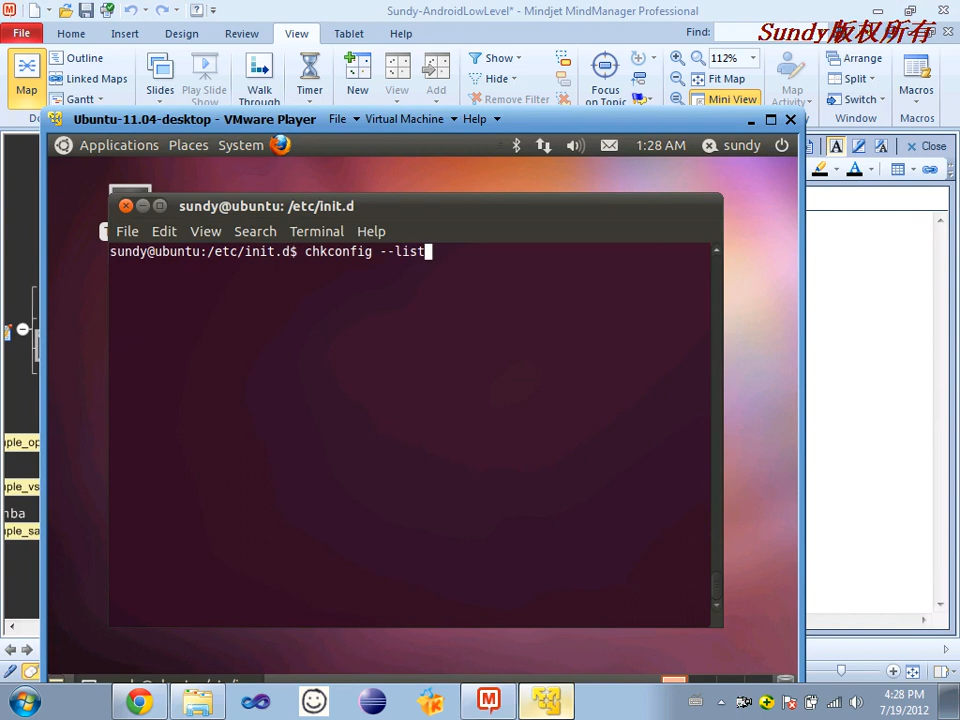 Sundy-AndroidLowLevel* - Mindjet MindManager Professional
File Home Insert Design Review View Tablet Help Find:
Sundy版权所有
Map
Outline
Linked Maps
Gantt
Slides
Play Slide Show
Walk Through
Timer
New
View
Add
Show
Hide
Remove Filter
Focus on Topic
112%
Fit Map
Mini View
Map Activity
Arrange
Split
Switch
Window
Macros
Macros
Ubuntu-11.04-desktop - VMware Player File Virtual Machine Help
Close
Applications Places System 1:28 AM sundy
sundy@ubuntu: /etc/init.d
File Edit View Search Terminal Help
sundy@ubuntu:/etc/init.d$ chkconfig --list
4:28 PM
7/19/2012